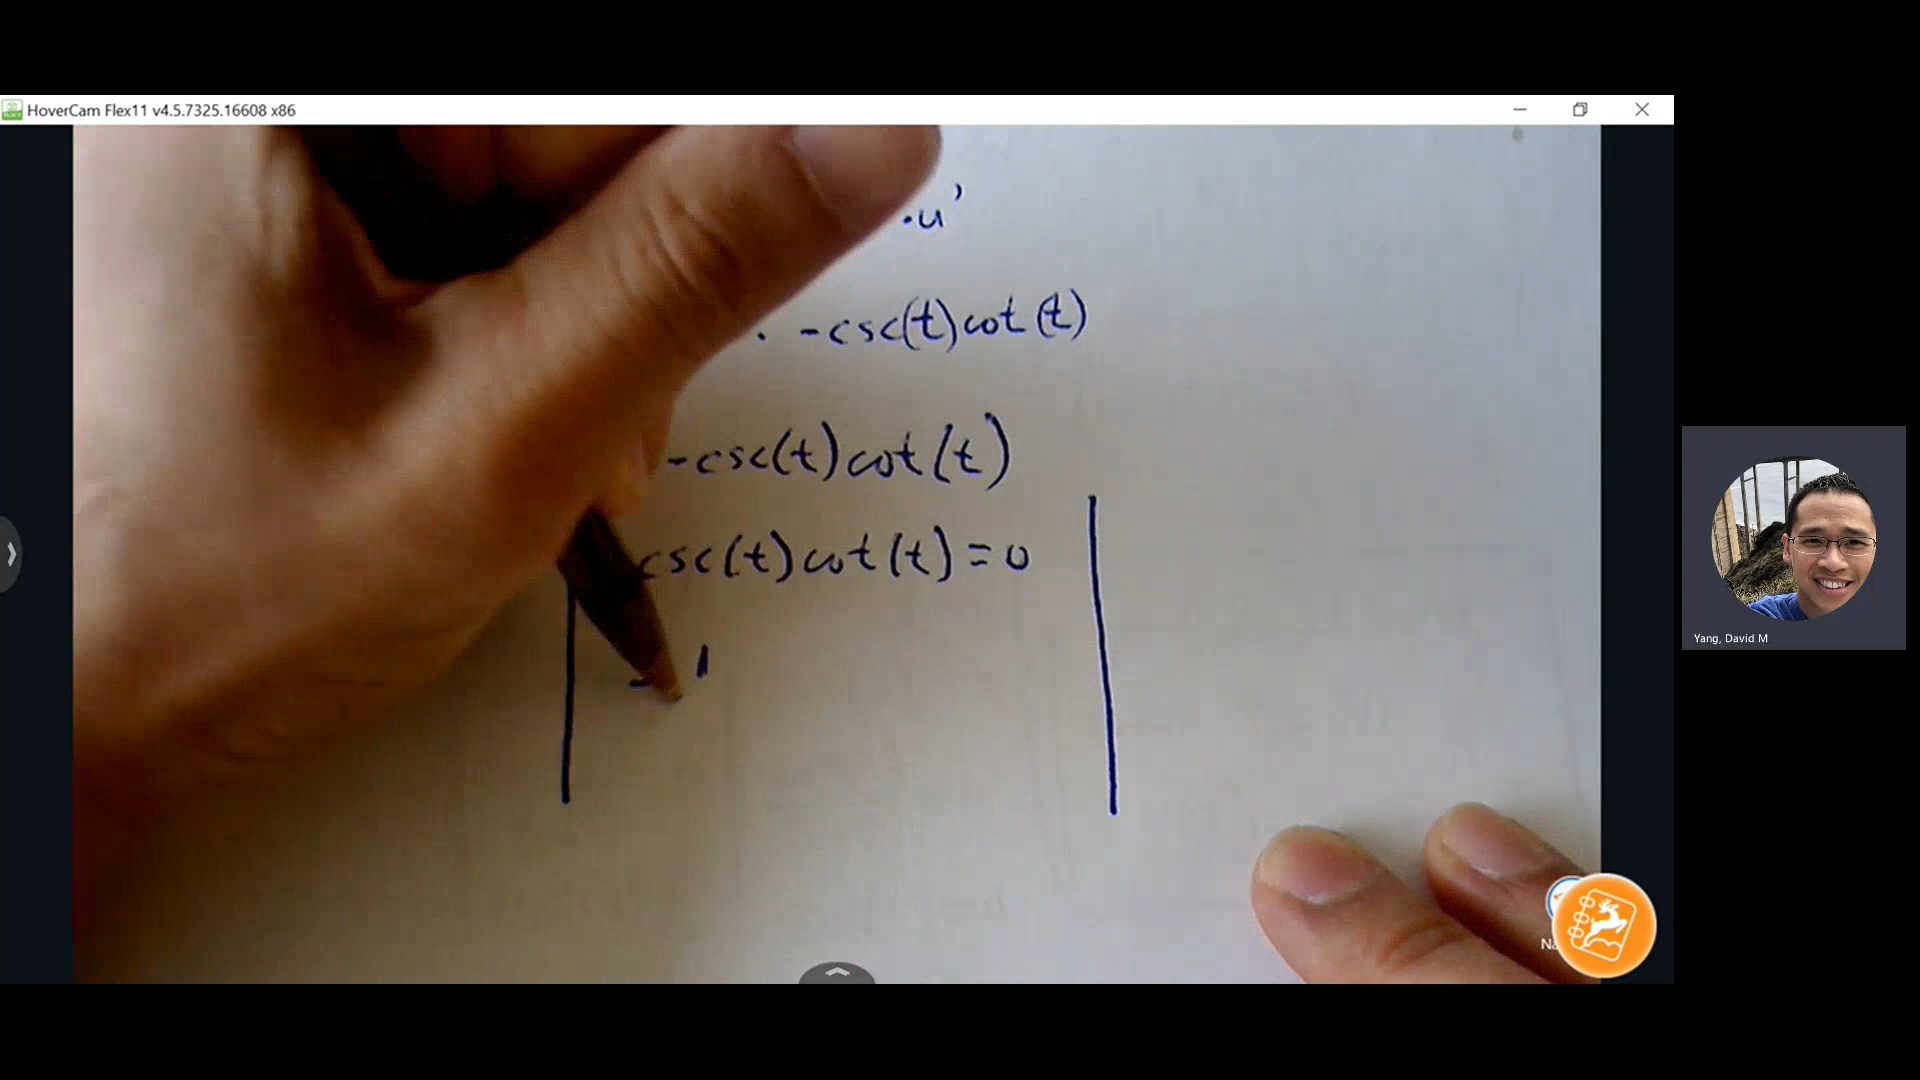 HoverCam Flex11 v4.5.7325.16608 x86
·u'
· -csc(t)cot(t)
-csc(t)cot(t)
csc(t)cot(t)=0
Yang, David M